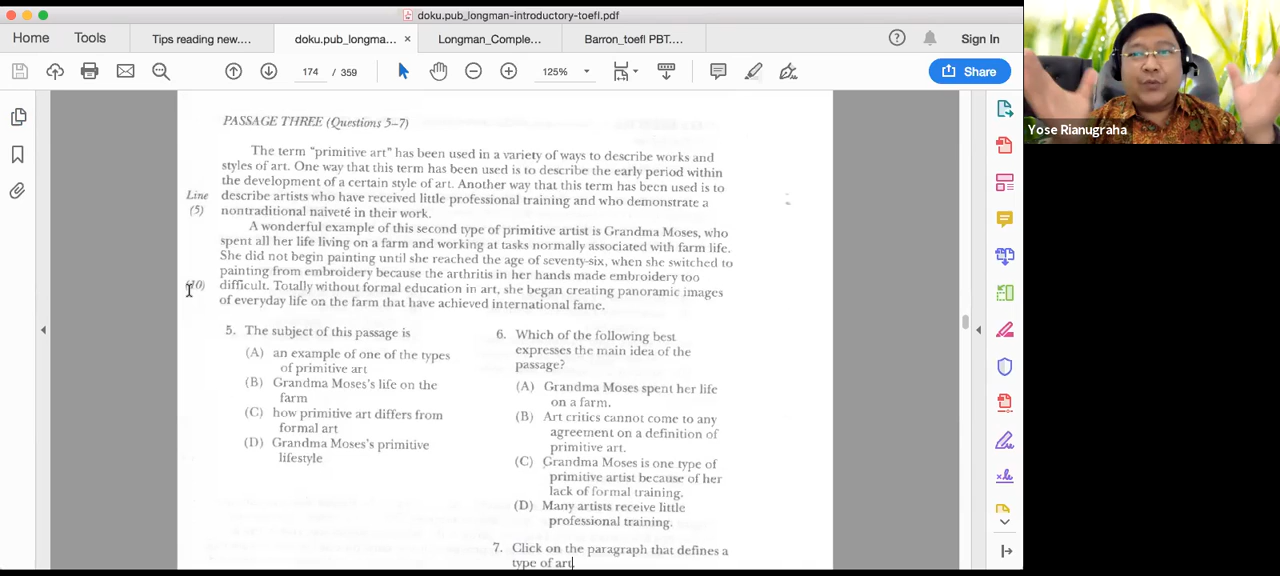 doku.pub_longman-introductory-toefl.pdf
Home Tools Tips reading new.... doku.pub_longma... × Longman_Comple... Barron_toefl PBT.... Sign In
174 / 359 125% Share
Yose Rianugraha
PASSAGE THREE (Questions 5–7)
The term "primitive art" has been used in a variety of ways to describe works and
styles of art. One way that this term has been used is to describe the early period within
the development of a certain style of art. Another way that this term has been used is to
Line describe artists who have received little professional training and who demonstrate a
(5) nontraditional naiveté in their work.
A wonderful example of this second type of primitive artist is Grandma Moses, who
spent all her life living on a farm and working at tasks normally associated with farm life.
She did not begin painting until she reached the age of seventy-six, when she switched to
painting from embroidery because the arthritis in her hands made embroidery too
(10) difficult. Totally without formal education in art, she began creating panoramic images
of everyday life on the farm that have achieved international fame.
5. The subject of this passage is
(A) an example of one of the types
of primitive art
(B) Grandma Moses's life on the
farm
(C) how primitive art differs from
formal art
(D) Grandma Moses's primitive
lifestyle
6. Which of the following best
expresses the main idea of the
passage?
(A) Grandma Moses spent her life
on a farm.
(B) Art critics cannot come to any
agreement on a definition of
primitive art.
(C) Grandma Moses is one type of
primitive artist because of her
lack of formal training.
(D) Many artists receive little
professional training.
7. Click on the paragraph that defines a
type of art.